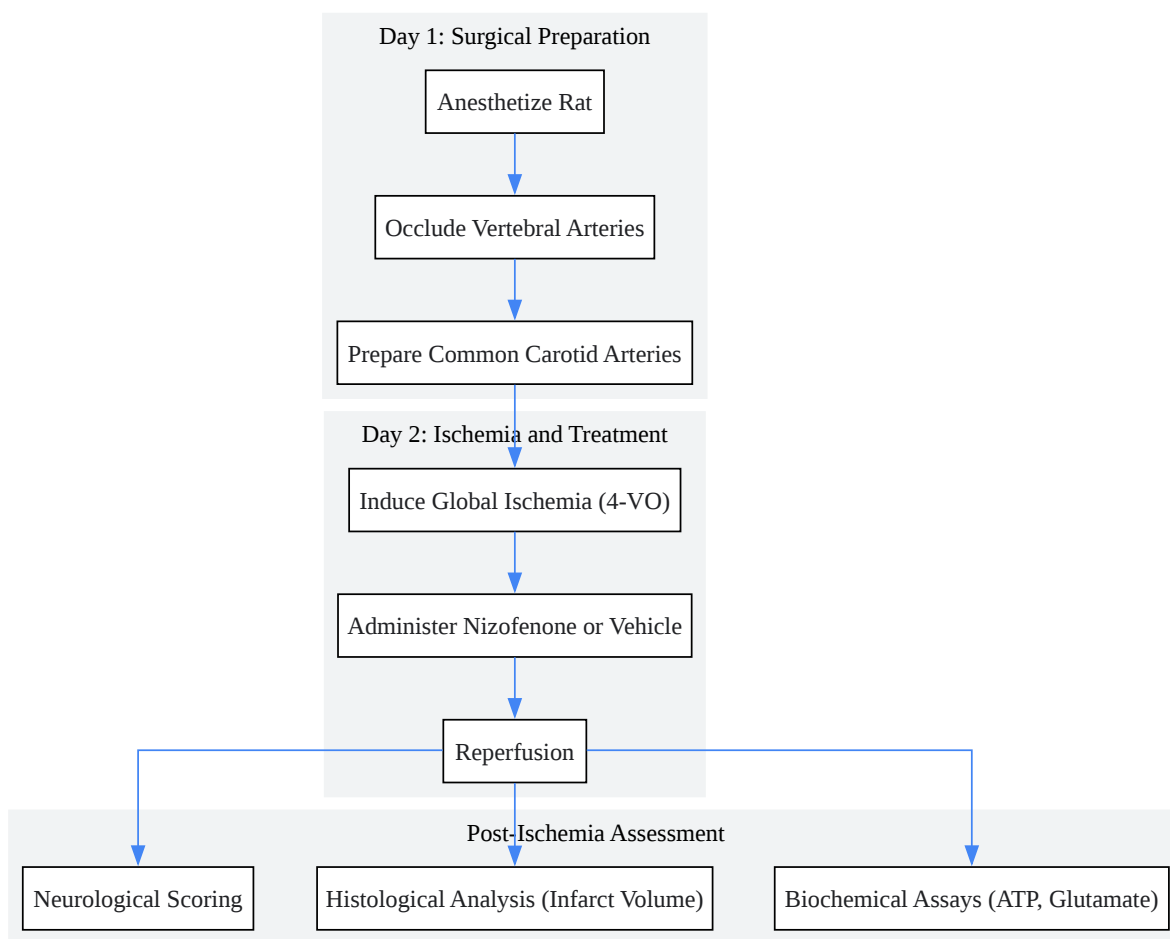 Day 1: Surgical Preparation
Anesthetize Rat
Occlude Vertebral Arteries
Prepare Common Carotid Arteries
Day 2: Ischemia and Treatment
Induce Global Ischemia (4-VO)
Administer Nizofenone or Vehicle
Reperfusion
Post-Ischemia Assessment
Neurological Scoring
Histological Analysis (Infarct Volume)
Biochemical Assays (ATP, Glutamate)